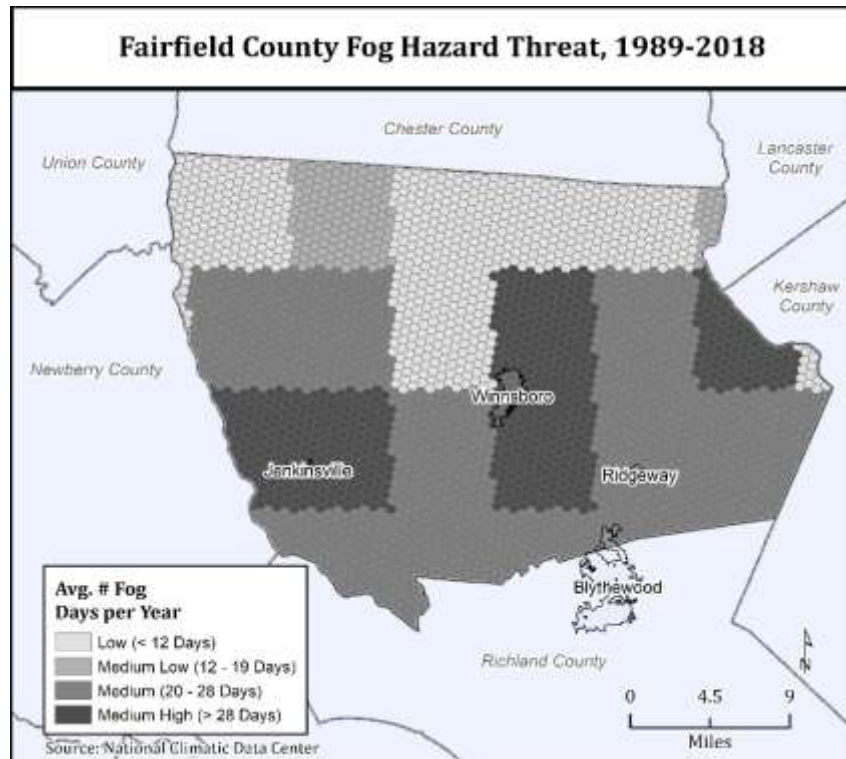 Fairfield County Fog Hazard Threat, 1989-2018
Chester County
Union County
Lancaster
County
Kershaw
County
Newberry County
Winnsboro
Jenkinsville
Ridgeway
Blythewood
Richland County
Avg. # Fog
Days per Year
Low (< 12 Days)
Medium Low (12 - 19 Days)
Medium (20 - 28 Days)
Medium High (> 28 Days)
Source: National Climatic Data Center
N
0 4.5 9
Miles